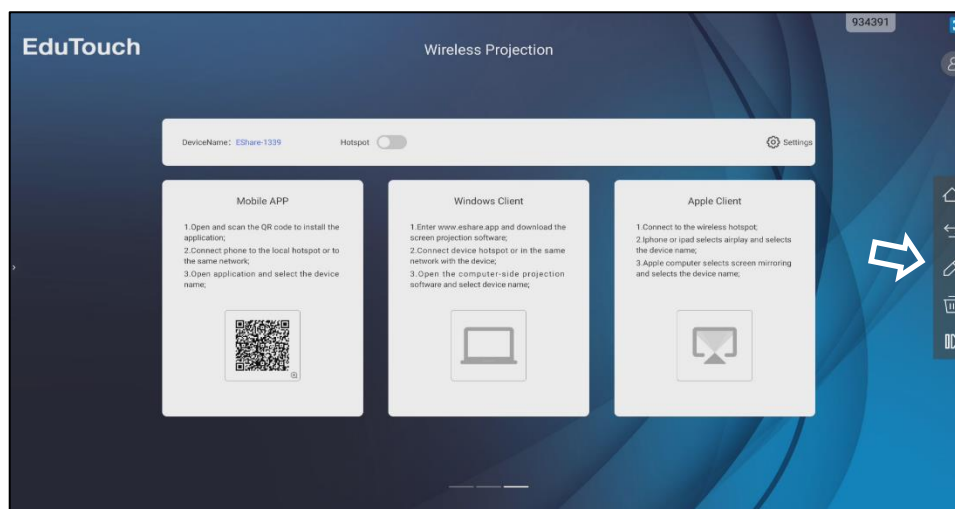 934391
EduTouch
Wireless Projection
DeviceName: EShare-1339 Hotspot Settings
Mobile APP
1.Open and scan the QR code to install the
application;
2.Connect phone to the local hotspot or to
the same network;
3.Open application and select the device
name;
Windows Client
1.Enter www.eshare.app and download the
screen projection software;
2.Connect device hotspot or in the same
network with the device;
3.Open the computer-side projection
software and select device name;
Apple Client
1.Connect to the wireless hotspot;
2.Iphone or ipad selects airplay and selects
the device name;
3.Apple computer selects screen mirroring
and selects the device name;